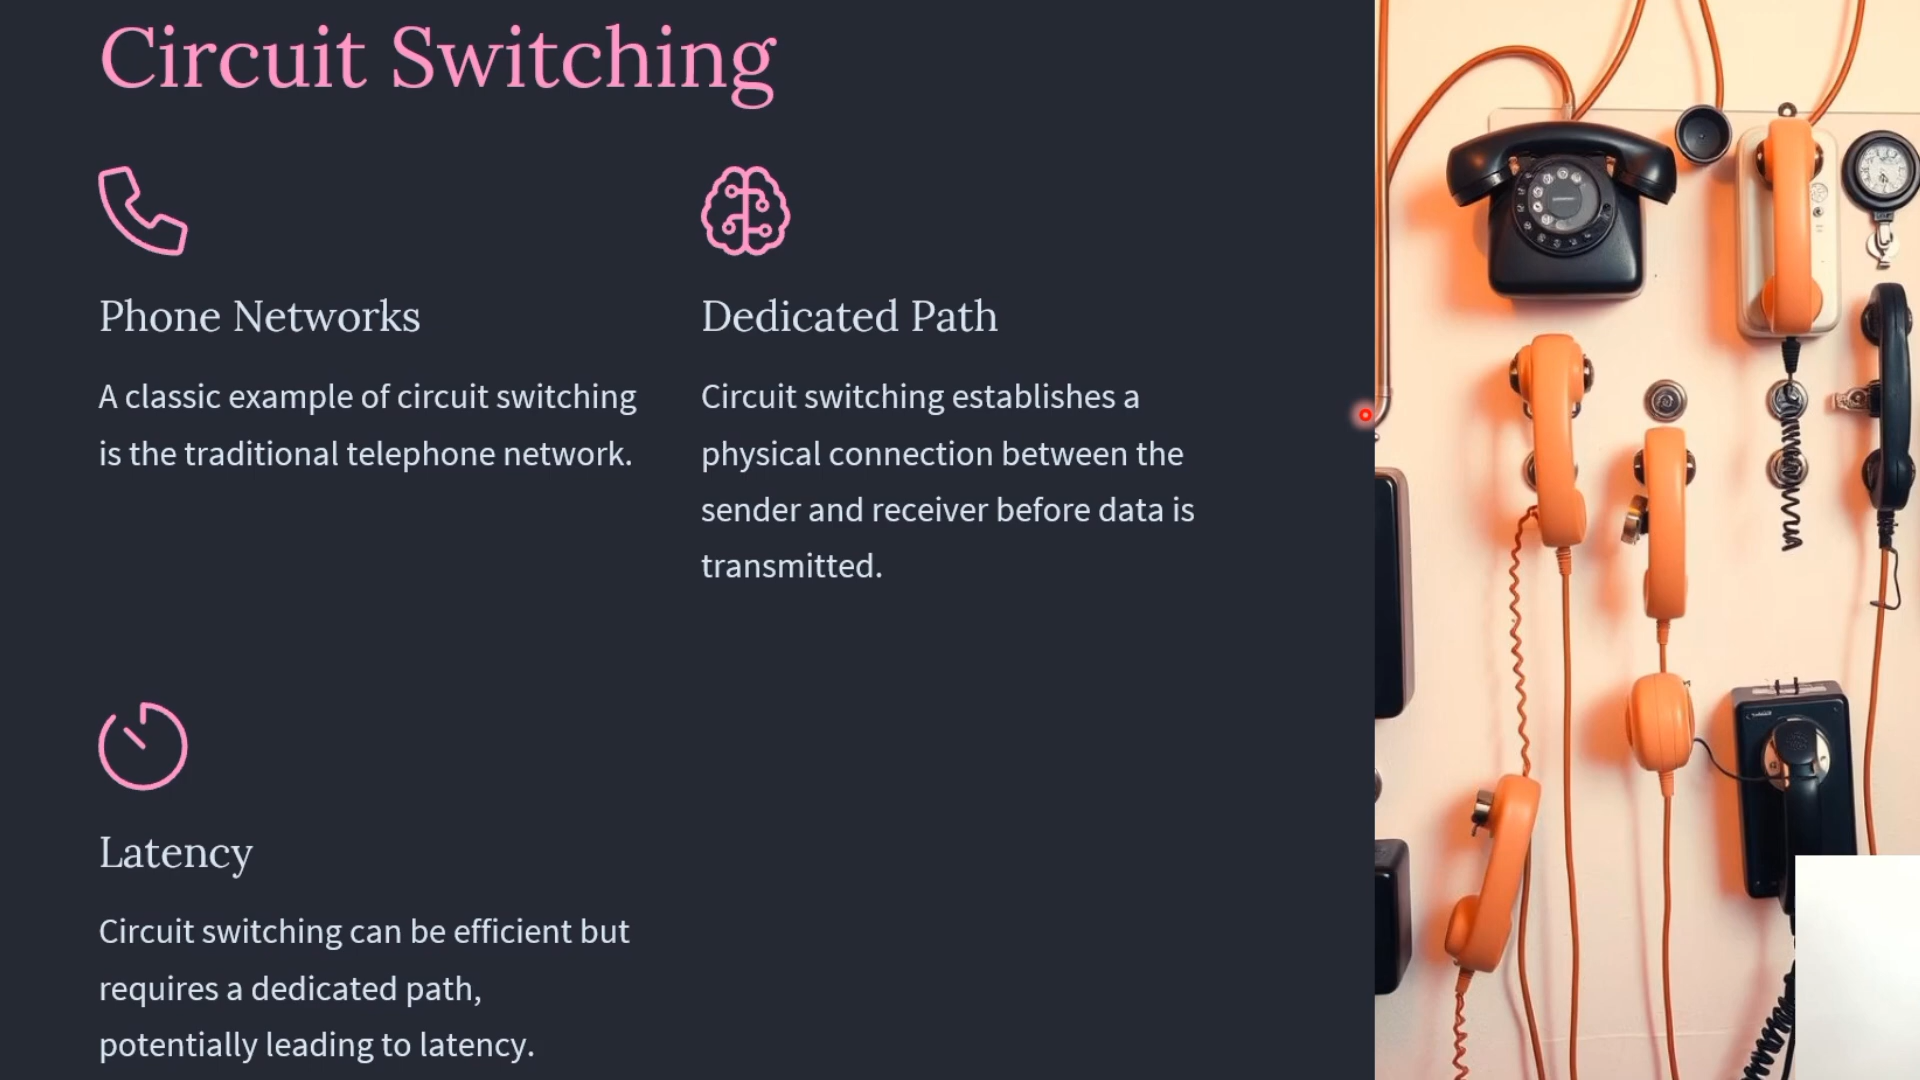 Circuit Switching
Phone Networks
A classic example of circuit switching
is the traditional telephone network.
Dedicated Path
Circuit switching establishes a
physical connection between the
sender and receiver before data is
transmitted.
Latency
Circuit switching can be efficient but
requires a dedicated path,
potentially leading to latency.